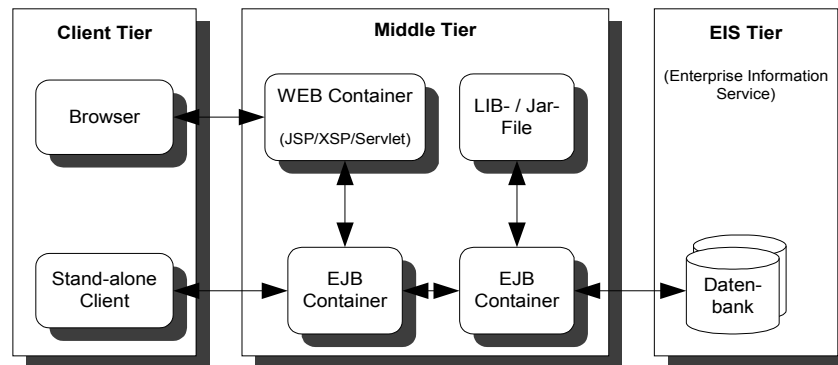 Client Tier
Browser
Stand-alone
Client
Middle Tier
WEB Container
(JSP/XSP/Servlet)
LIB- / Jar-
File
EJB
Container
EJB
Container
EIS Tier
(Enterprise Information
Service)
Daten-
bank